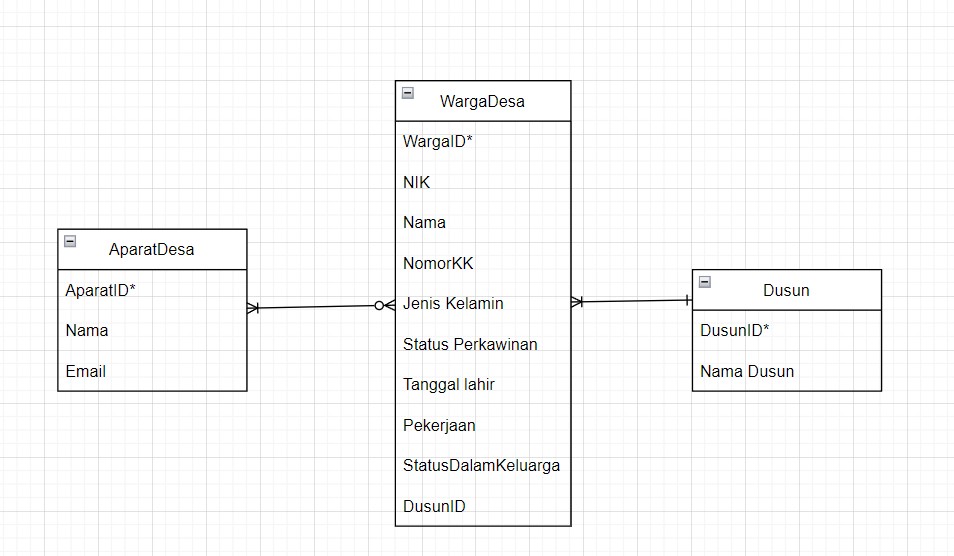 AparatDesa
AparatID*
Nama
Email
WargaDesa
WargaID*
NIK
Nama
NomorKK
Jenis Kelamin
Status Perkawinan
Tanggal lahir
Pekerjaan
StatusDalamKeluarga
DusunID
Dusun
DusunID*
Nama Dusun